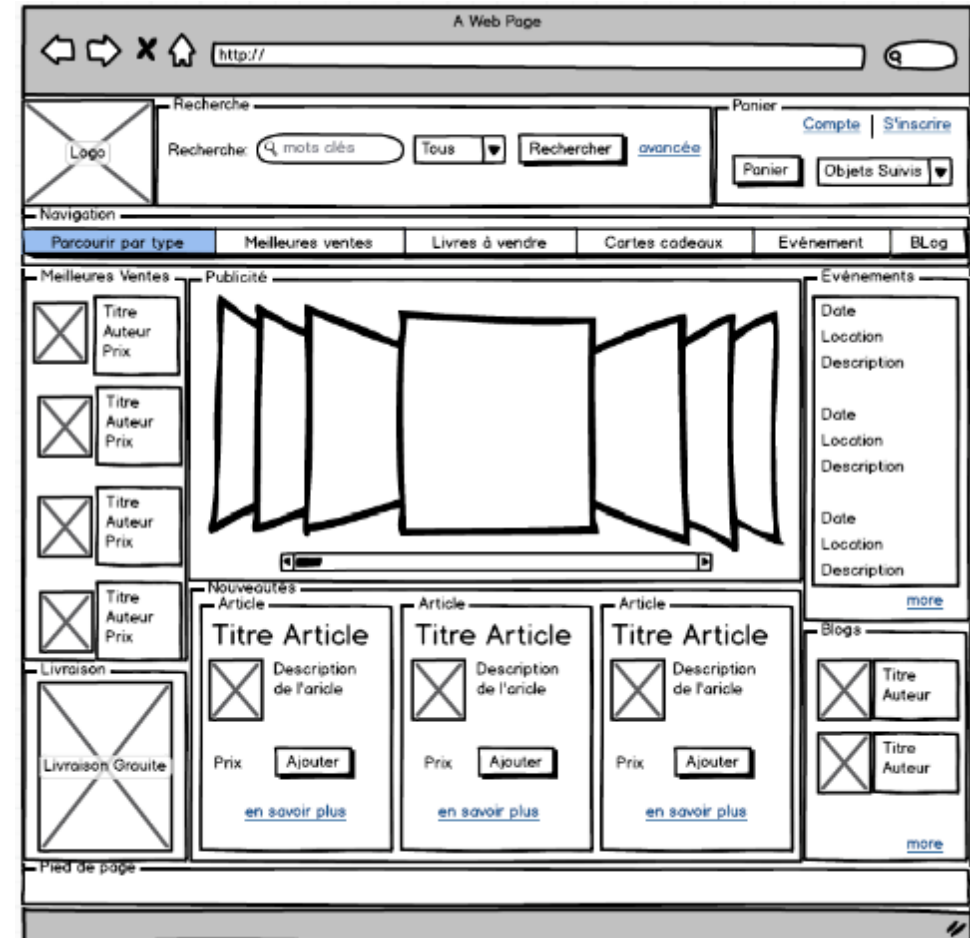 A Web Page
http://
Recherche
Panier
Compte | S'inscrire
Logo
Recherche: mots clés Tous Rechercher avancée
Panier Objets Suivis
Navigation
Parcourir par type Meilleures ventes Livres à vendre Cartes cadeaux Evénement BLog
Meilleures Ventes
Titre
Auteur
Prix
Titre
Auteur
Prix
Titre
Auteur
Prix
Titre
Auteur
Prix
Livraison
Livraison Grauite
Publicité
Nouveautés
Article
Titre Article
Description
de l'aricle
Prix Ajouter
en savoir plus
Article
Titre Article
Description
de l'aricle
Prix Ajouter
en savoir plus
Article
Titre Article
Description
de l'aricle
Prix Ajouter
en savoir plus
Evénements
Date
Location
Description
Date
Location
Description
Date
Location
Description
more
Blogs
Titre
Auteur
Titre
Auteur
more
Pied de page